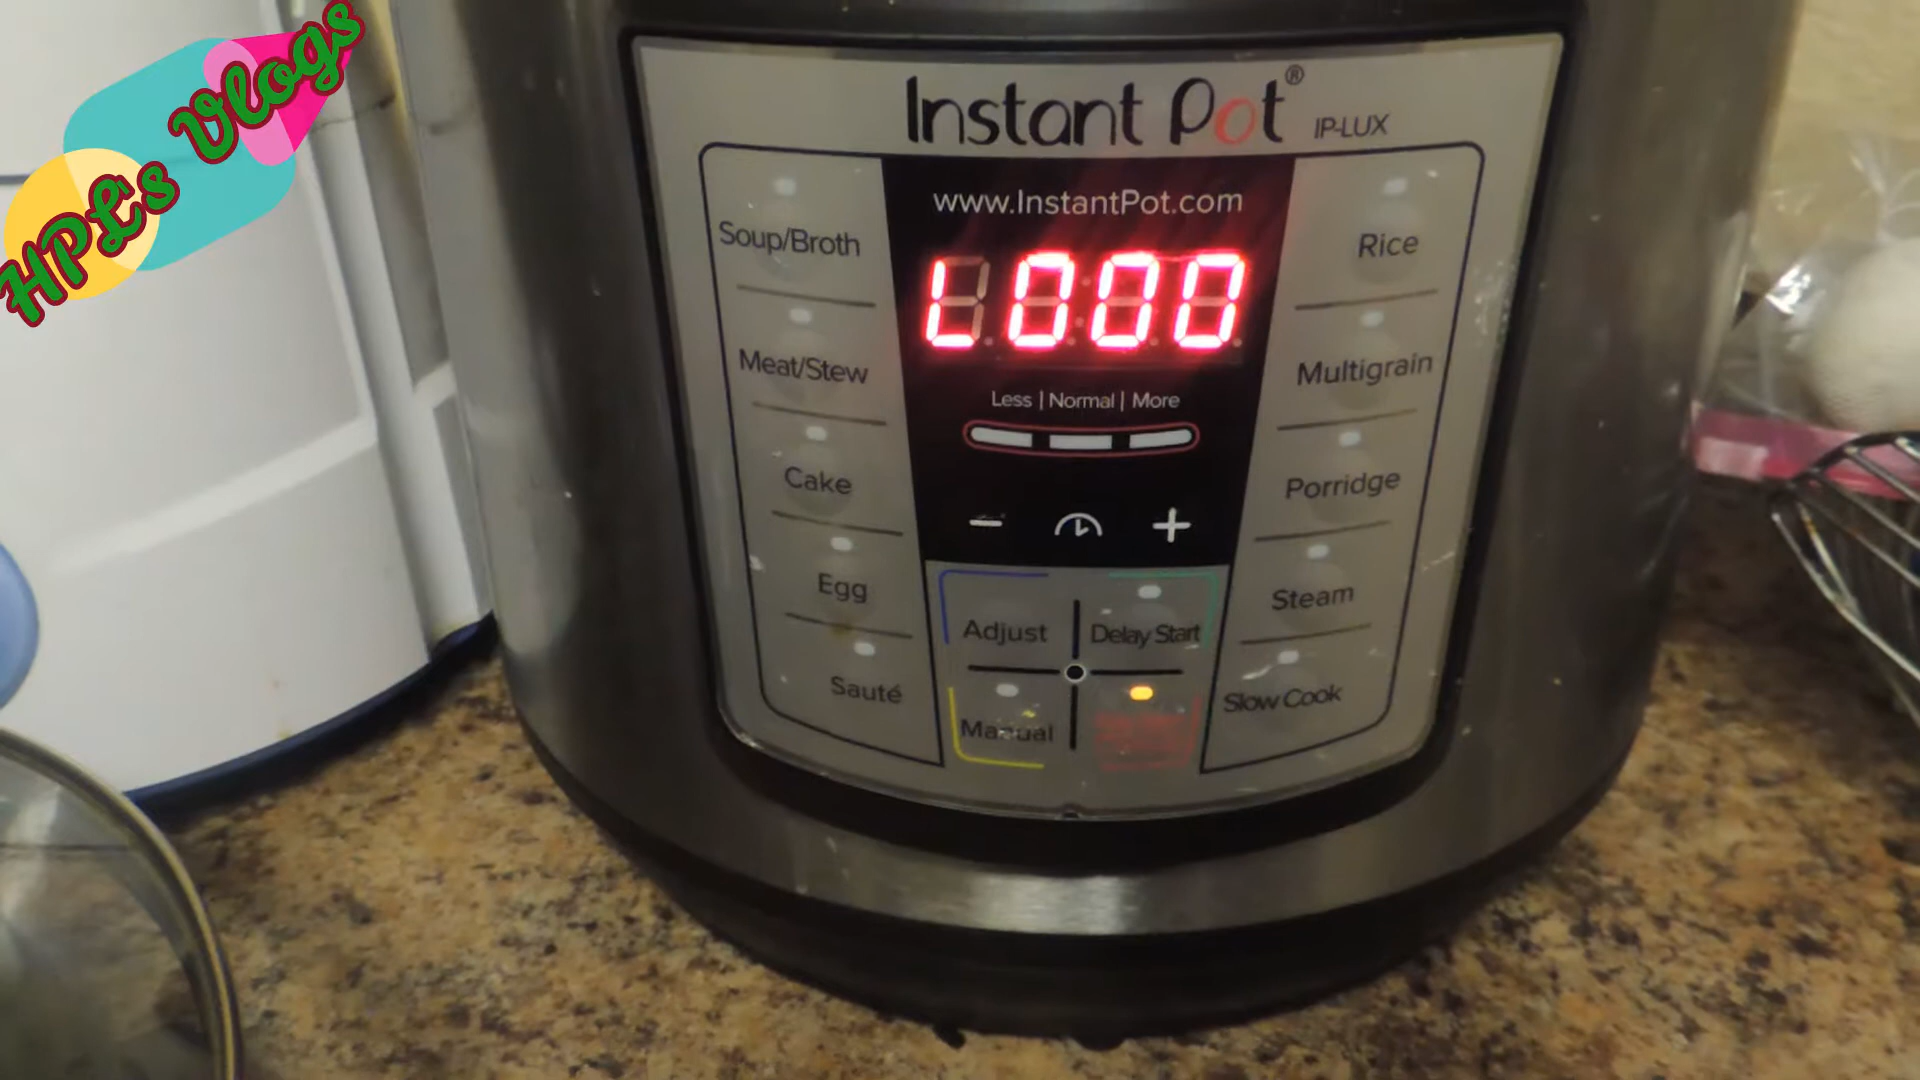 HPL's Vlogs
Instant Pot® IP-LUX
www.InstantPot.com
L000
Less | Normal | More
− +
Soup/Broth
Meat/Stew
Cake
Egg
Sauté
Rice
Multigrain
Porridge
Steam
Slow Cook
Adjust
Delay Start
Manual